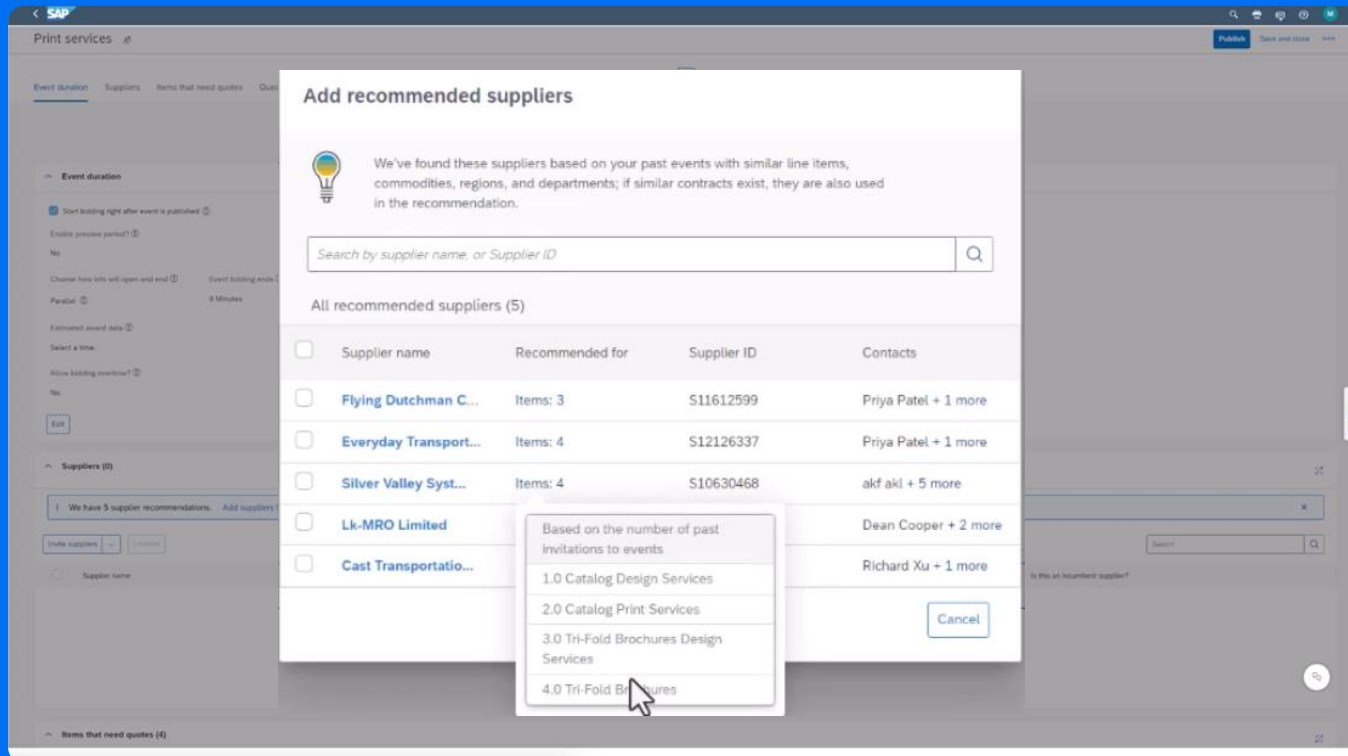 SAP
M
Print services
Publish
Save and close
Event duration
Suppliers
Items that need quotes
Event duration
Start bidding right after event is published
Enable preview period?
No
Choose how lots will open and end
Event bidding ends
Parallel
8 Minutes
Estimated award date
Select a time.
Allow bidding overtime?
No
Edit
Suppliers (0)
We have 5 supplier recommendations. Add suppliers
Invite suppliers
Search
Supplier name
Is this an incumbent supplier?
Items that need quotes (4)
Add recommended suppliers
We've found these suppliers based on your past events with similar line items,
commodities, regions, and departments; if similar contracts exist, they are also used
in the recommendation.
Search by supplier name, or Supplier ID
All recommended suppliers (5)
Supplier name Recommended for Supplier ID Contacts
Flying Dutchman C... Items: 3 S11612599 Priya Patel + 1 more
Everyday Transport... Items: 4 S12126337 Priya Patel + 1 more
Silver Valley Syst... Items: 4 S10630468 akf akl + 5 more
Lk-MRO Limited Dean Cooper + 2 more
Cast Transportatio... Richard Xu + 1 more
Based on the number of past
invitations to events
1.0 Catalog Design Services
2.0 Catalog Print Services
3.0 Tri-Fold Brochures Design
Services
4.0 Tri-Fold Brochures
Cancel